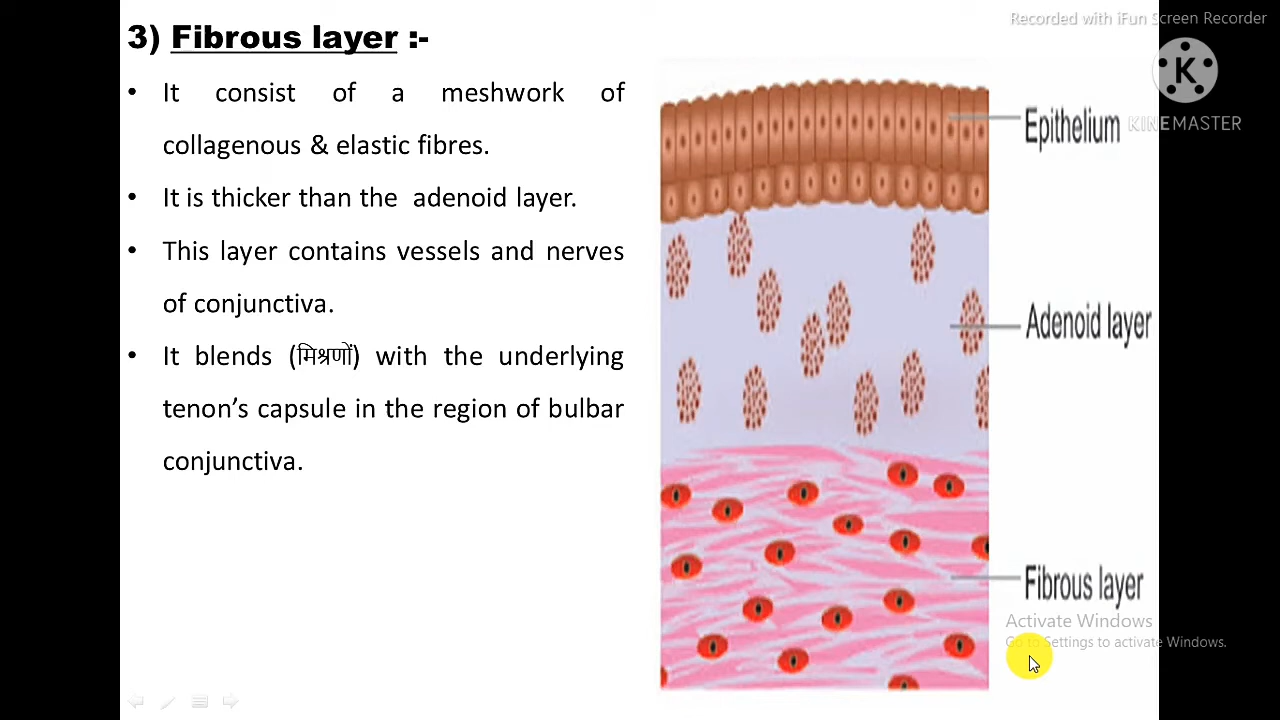 Recorded with iFun Screen Recorder
3) Fibrous layer :-
K
KINEMASTER
• It consist of a meshwork of
collagenous & elastic fibres.
• It is thicker than the adenoid layer.
• This layer contains vessels and nerves
of conjunctiva.
• It blends (मिश्रणों) with the underlying
tenon’s capsule in the region of bulbar
conjunctiva.
Epithelium
Adenoid layer
Fibrous layer
Activate Windows
Go to Settings to activate Windows.